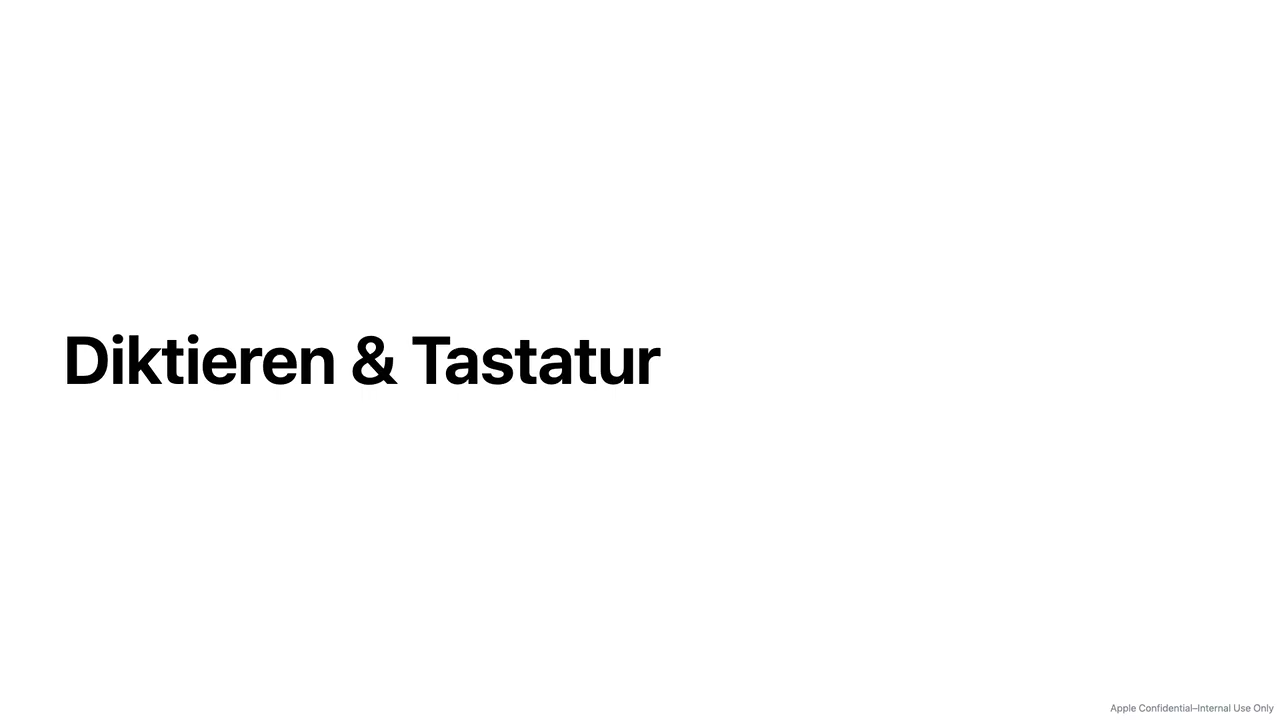 Diktieren & Tastatur
Apple Confidential–Internal Use Only